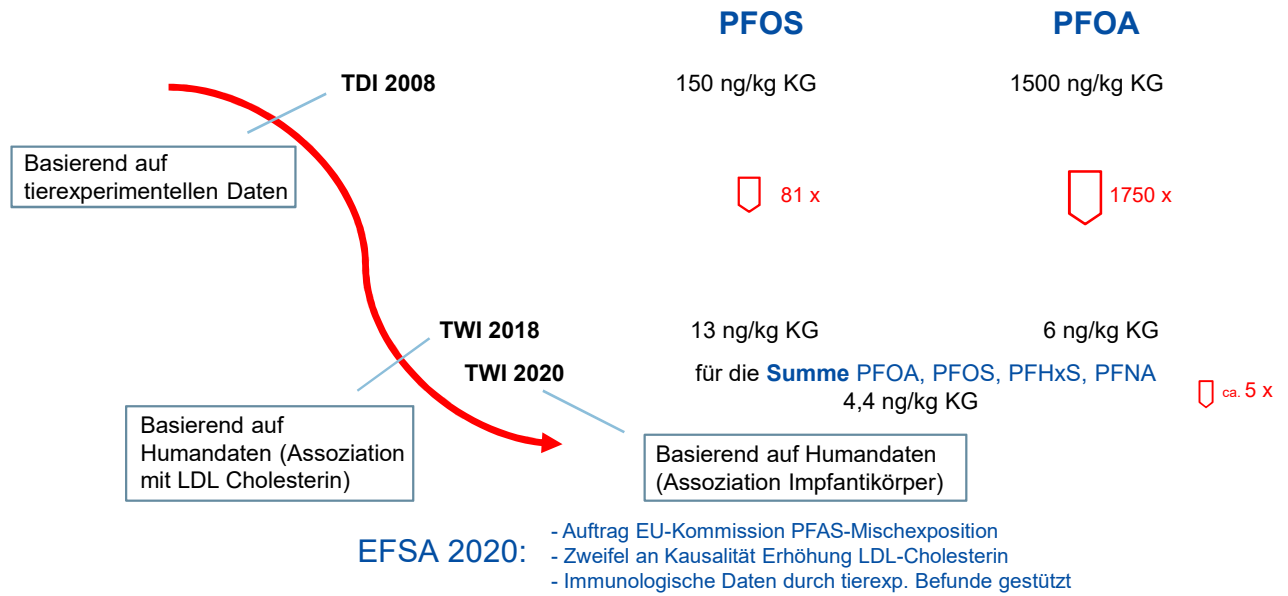 PFOS PFOA
TDI 2008 150 ng/kg KG 1500 ng/kg KG
Basierend auf
tierexperimentellen Daten
81 x 1750 x
TWI 2018 13 ng/kg KG 6 ng/kg KG
TWI 2020 für die Summe PFOA, PFOS, PFHxS, PFNA
4,4 ng/kg KG ca. 5 x
Basierend auf
Humandaten (Assoziation
mit LDL Cholesterin)
Basierend auf Humandaten
(Assoziation Impfantikörper)
EFSA 2020:
- Auftrag EU-Kommission PFAS-Mischexposition
- Zweifel an Kausalität Erhöhung LDL-Cholesterin
- Immunologische Daten durch tierexp. Befunde gestützt